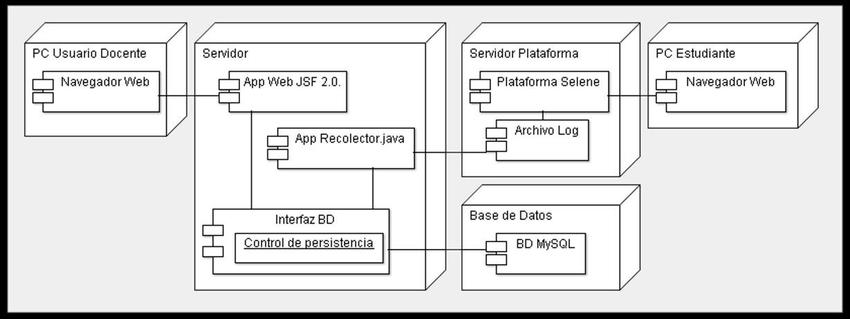 PC Usuario Docente
Navegador Web
Servidor
App Web JSF 2.0.
App Recolector.java
Interfaz BD
Control de persistencia
Servidor Plataforma
Plataforma Selene
Archivo Log
PC Estudiante
Navegador Web
Base de Datos
BD MySQL